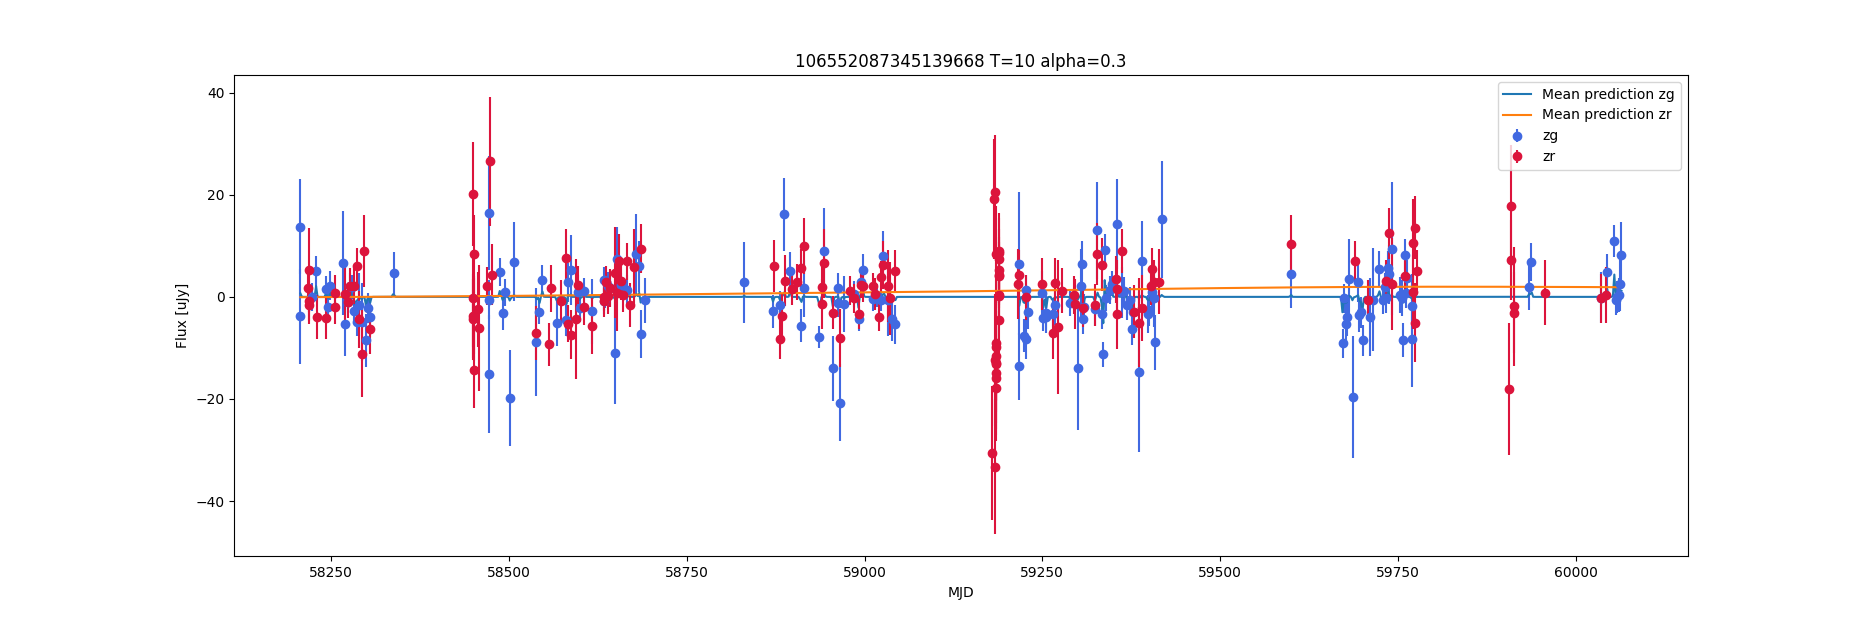 106552087345139668 T=10 alpha=0.3
Mean prediction zg
Mean prediction zr
zg
zr
40
20
0
−20
−40
Flux [uJy]
58250 58500 58750 59000 59250 59500 59750 60000
MJD